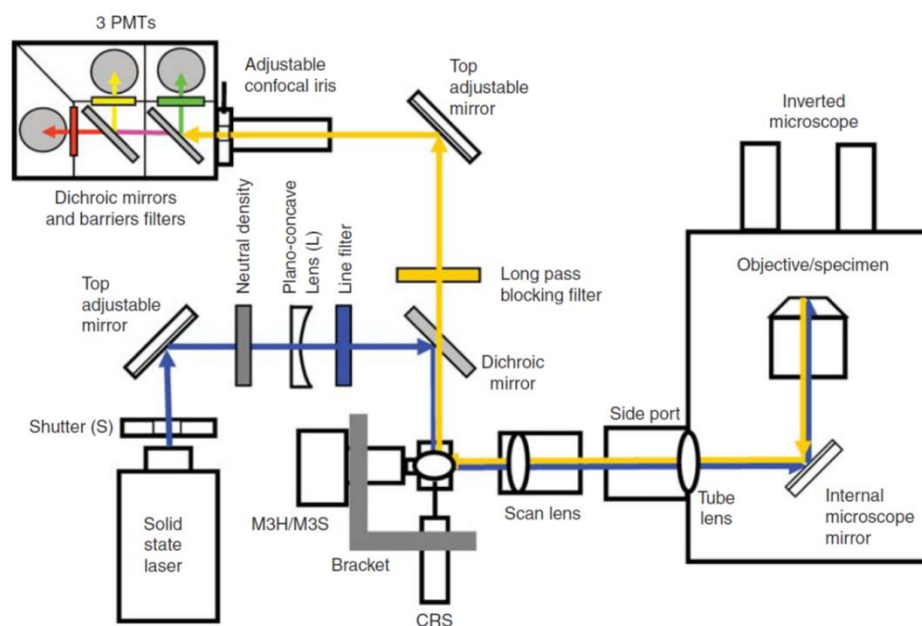 3 PMTs
Adjustable
confocal iris
Top
adjustable
mirror
Inverted
microscope
Dichroic mirrors
and barriers filters
Neutral density
Plano-concave
Lens (L)
Line filter
Long pass
blocking filter
Objective/specimen
Top
adjustable
mirror
Dichroic
mirror
Shutter (S)
Side port
Solid
state
laser
M3H/M3S
Bracket
CRS
Scan lens
Tube
lens
Internal
microscope
mirror